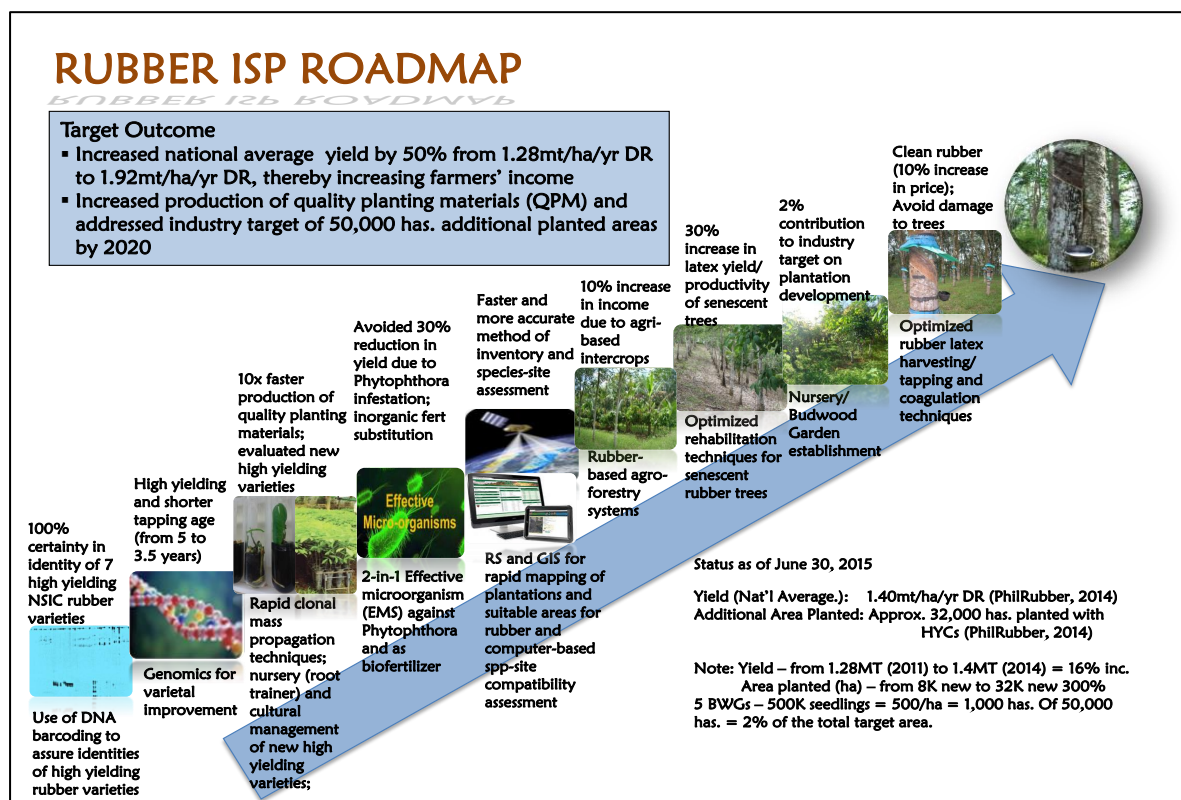 RUBBER ISP ROADMAP
Target Outcome
▪ Increased national average yield by 50% from 1.28mt/ha/yr DR
to 1.92mt/ha/yr DR, thereby increasing farmers' income
▪ Increased production of quality planting materials (QPM) and
addressed industry target of 50,000 has. additional planted areas
by 2020
100%
certainty in
identity of 7
high yielding
NSIC rubber
varieties
Use of DNA
barcoding to
assure identities
of high yielding
rubber varieties
High yielding
and shorter
tapping age
(from 5 to
3.5 years)
Genomics for
varietal
improvement
10x faster
production of
quality planting
materials;
evaluated new
high yielding
varieties
Rapid clonal
mass
propagation
techniques;
nursery (root
trainer) and
cultural
management
of new high
yielding
varieties;
Avoided 30%
reduction in
yield due to
Phytophthora
infestation;
inorganic fert
substitution
Effective
Micro-organisms
2-in-1 Effective
microorganism
(EMS) against
Phytophthora
and as
biofertilizer
Faster and
more accurate
method of
inventory and
species-site
assessment
RS and GIS for
rapid mapping of
plantations and
suitable areas for
rubber and
computer-based
spp-site
compatibility
assessment
10% increase
in income
due to agri-
based
intercrops
Rubber-
based agro-
forestry
systems
30%
increase in
latex yield/
productivity
of senescent
trees
Optimized
rehabilitation
techniques for
senescent
rubber trees
2%
contribution
to industry
target on
plantation
development
Nursery/
Budwood
Garden
establishment
Clean rubber
(10% increase
in price);
Avoid damage
to trees
Optimized
rubber latex
harvesting/
tapping and
coagulation
techniques
Status as of June 30, 2015
Yield (Nat'l Average.): 1.40mt/ha/yr DR (PhilRubber, 2014)
Additional Area Planted: Approx. 32,000 has. planted with
HYCs (PhilRubber, 2014)
Note: Yield – from 1.28MT (2011) to 1.4MT (2014) = 16% inc.
Area planted (ha) – from 8K new to 32K new 300%
5 BWGs – 500K seedlings = 500/ha = 1,000 has. Of 50,000
has. = 2% of the total target area.